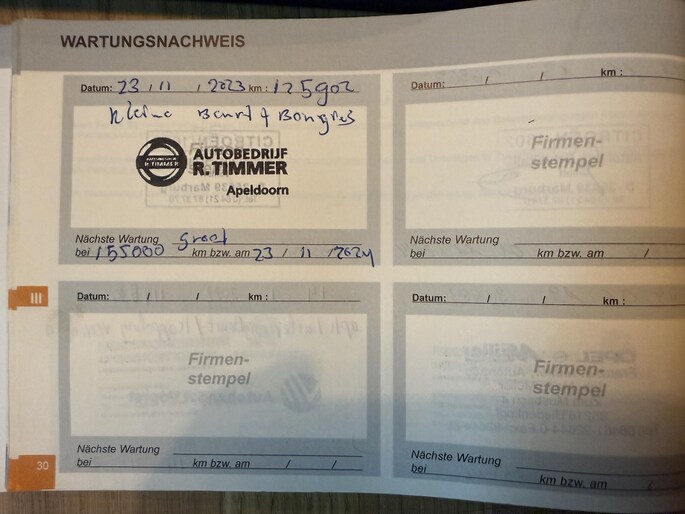 WARTUNGSNACHWEIS
Datum: 23 / 11 / 2023 km : 125902
Kleine Beurt +
AUTOBEDRIJF
R. TIMMER
Apeldoorn
Nächste Wartung Groot
bei 155000 km bzw. am 23 / 11 / 2024
Datum: / / km :
Firmen-
stempel
Nächste Wartung
bei km bzw. am / /
III
Datum: / / km :
Firmen-
stempel
Nächste Wartung
bei km bzw. am / /
Datum: / / km :
Firmen-
stempel
Nächste Wartung
bei km bzw. am / /
30